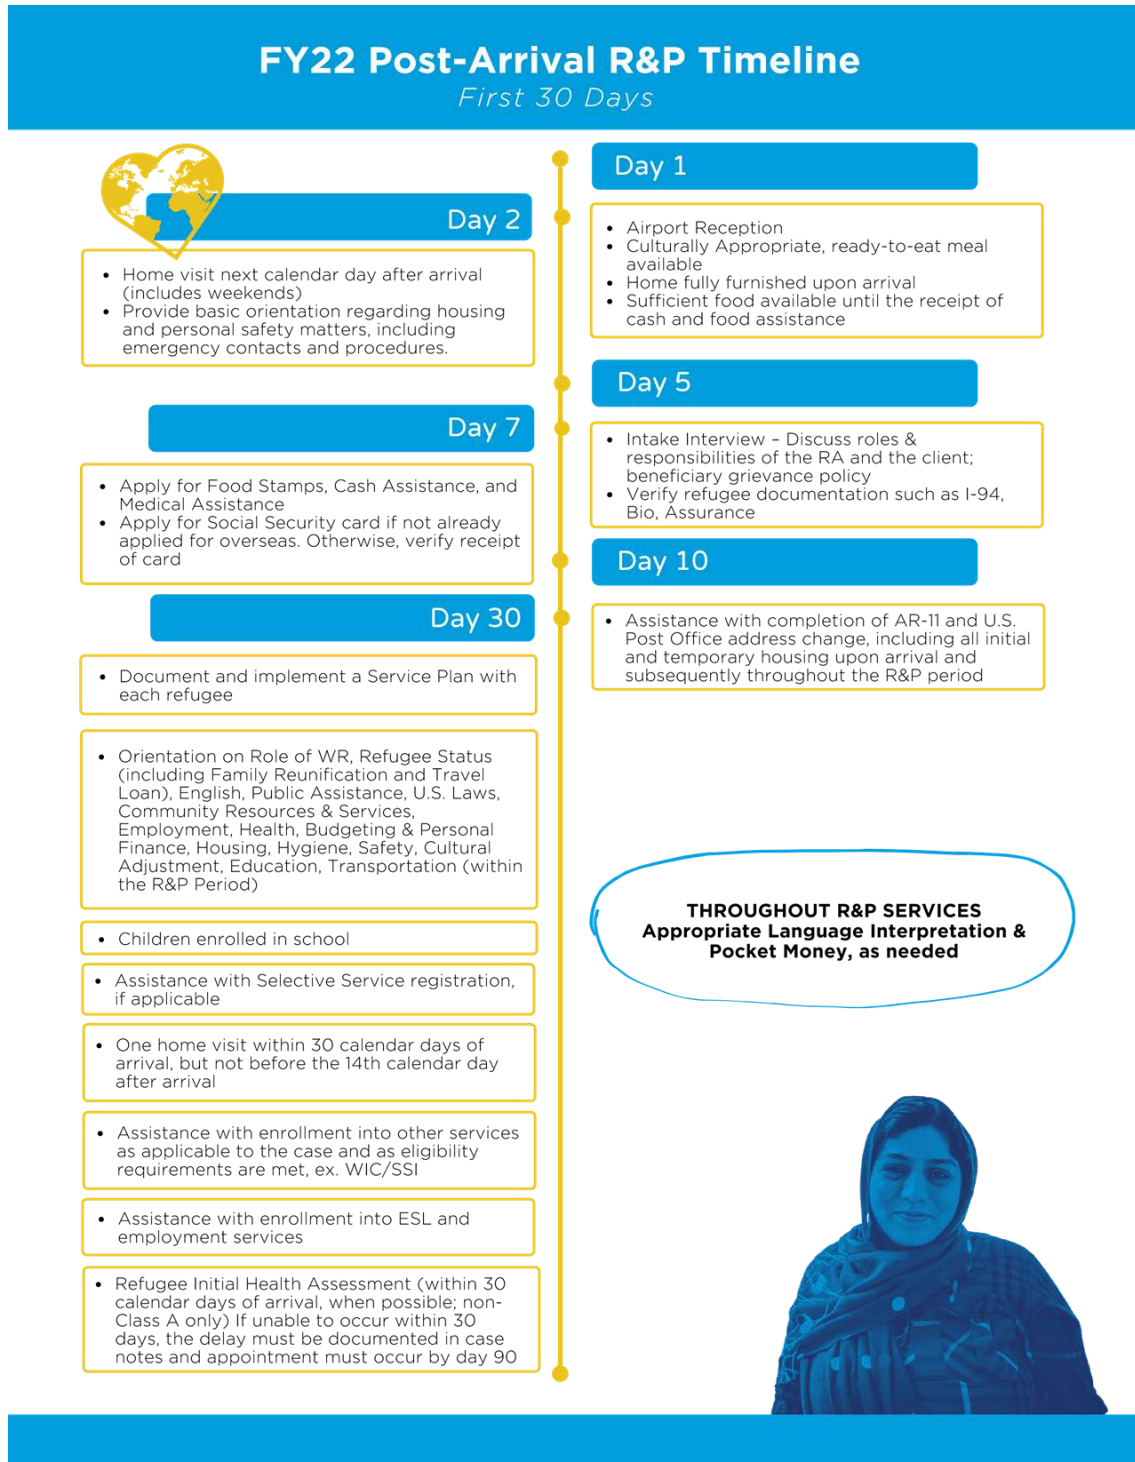 FY22 Post-Arrival R&P Timeline
First 30 Days
Day 1
• Airport Reception
• Culturally Appropriate, ready-to-eat meal
available
• Home fully furnished upon arrival
• Sufficient food available until the receipt of
cash and food assistance
Day 2
• Home visit next calendar day after arrival
(includes weekends)
• Provide basic orientation regarding housing
and personal safety matters, including
emergency contacts and procedures.
Day 5
• Intake Interview – Discuss roles &
responsibilities of the RA and the client;
beneficiary grievance policy
• Verify refugee documentation such as I-94,
Bio, Assurance
Day 7
• Apply for Food Stamps, Cash Assistance, and
Medical Assistance
• Apply for Social Security card if not already
applied for overseas. Otherwise, verify receipt
of card
Day 10
• Assistance with completion of AR-11 and U.S.
Post Office address change, including all initial
and temporary housing upon arrival and
subsequently throughout the R&P period
Day 30
• Document and implement a Service Plan with
each refugee
• Orientation on Role of WR, Refugee Status
(including Family Reunification and Travel
Loan), English, Public Assistance, U.S. Laws,
Community Resources & Services,
Employment, Health, Budgeting & Personal
Finance, Housing, Hygiene, Safety, Cultural
Adjustment, Education, Transportation (within
the R&P Period)
• Children enrolled in school
• Assistance with Selective Service registration,
if applicable
• One home visit within 30 calendar days of
arrival, but not before the 14th calendar day
after arrival
• Assistance with enrollment into other services
as applicable to the case and as eligibility
requirements are met, ex. WIC/SSI
• Assistance with enrollment into ESL and
employment services
• Refugee Initial Health Assessment (within 30
calendar days of arrival, when possible; non-
Class A only) If unable to occur within 30
days, the delay must be documented in case
notes and appointment must occur by day 90
THROUGHOUT R&P SERVICES
Appropriate Language Interpretation &
Pocket Money, as needed